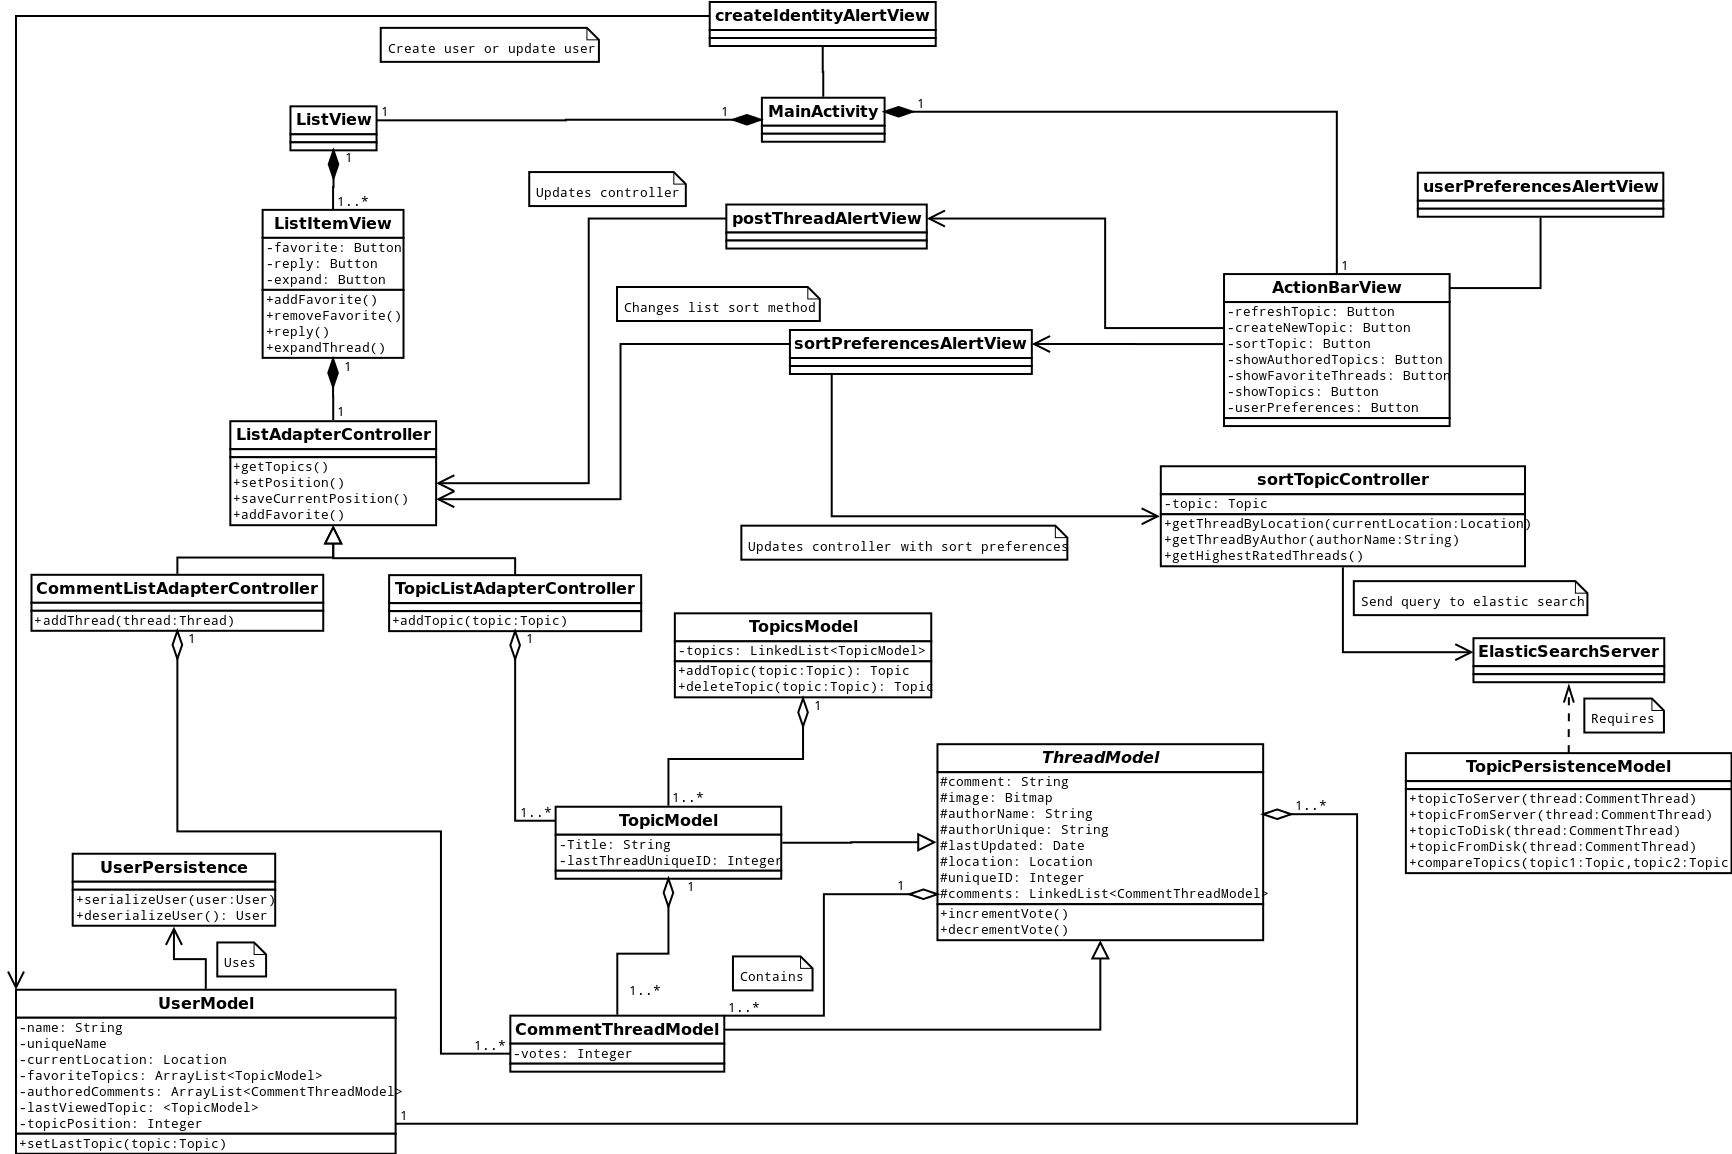 createIdentityAlertView
Create user or update user
MainActivity
1
1
1
ListView
1
1..*
ListItemView
-favorite: Button
-reply: Button
-expand: Button
+addFavorite()
+removeFavorite()
+reply()
+expandThread()
1
1
Updates controller
postThreadAlertView
userPreferencesAlertView
1
ActionBarView
-refreshTopic: Button
-createNewTopic: Button
-sortTopic: Button
-showAuthoredTopics: Button
-showFavoriteThreads: Button
-showTopics: Button
-userPreferences: Button
Changes list sort method
sortPreferencesAlertView
ListAdapterController
+getTopics()
+setPosition()
+saveCurrentPosition()
+addFavorite()
sortTopicController
-topic: Topic
+getThreadByLocation(currentLocation:Location)
+getThreadByAuthor(authorName:String)
+getHighestRatedThreads()
Updates controller with sort preferences
Send query to elastic search
CommentListAdapterController
+addThread(thread:Thread)
1
TopicListAdapterController
+addTopic(topic:Topic)
1
TopicsModel
-topics: LinkedList<TopicModel>
+addTopic(topic:Topic): Topic
+deleteTopic(topic:Topic): Topic
1
ElasticSearchServer
Requires
TopicPersistenceModel
+topicToServer(thread:CommentThread)
+topicFromServer(thread:CommentThread)
+topicToDisk(thread:CommentThread)
+topicFromDisk(thread:CommentThread)
+compareTopics(topic1:Topic,topic2:Topic
ThreadModel
#comment: String
#image: Bitmap
#authorName: String
#authorUnique: String
#lastUpdated: Date
#location: Location
#uniqueID: Integer
#comments: LinkedList<CommentThreadModel>
+incrementVote()
+decrementVote()
1..*
1
1..*
1..*
TopicModel
-Title: String
-lastThreadUniqueID: Integer
1
1..*
UserPersistence
+serializeUser(user:User)
+deserializeUser(): User
Uses
Contains
1..*
CommentThreadModel
-votes: Integer
1..*
UserModel
-name: String
-uniqueName
-currentLocation: Location
-favoriteTopics: ArrayList<TopicModel>
-authoredComments: ArrayList<CommentThreadModel>
-lastViewedTopic: <TopicModel>
-topicPosition: Integer
+setLastTopic(topic:Topic)
1